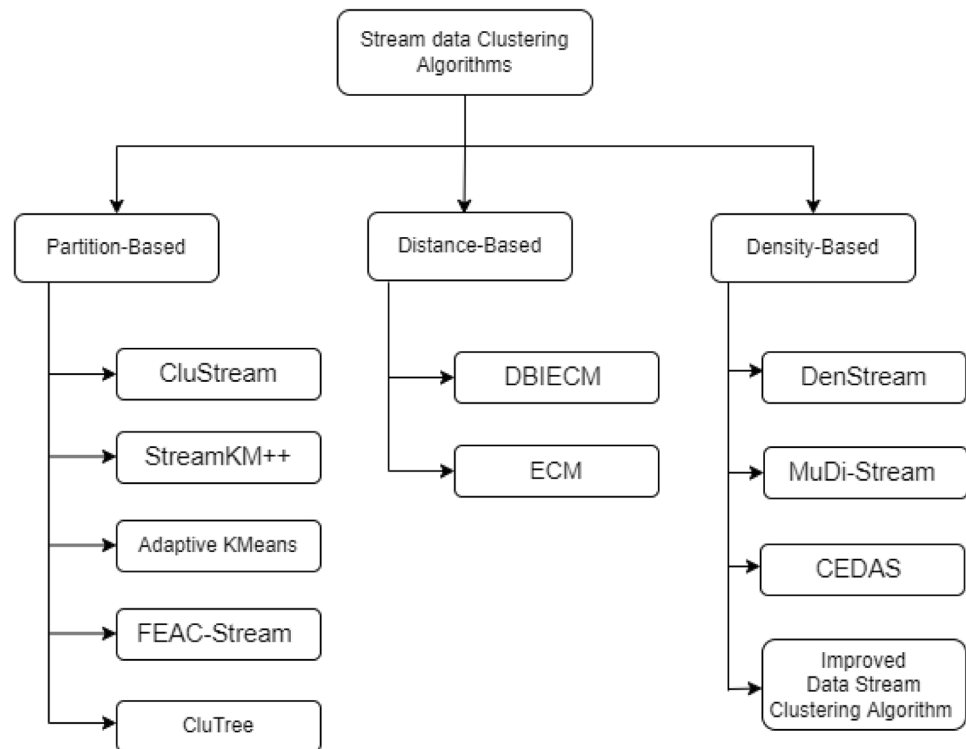 Stream data Clustering
Algorithms
Partition-Based
Distance-Based
Density-Based
CluStream
StreamKM++
Adaptive KMeans
FEAC-Stream
CluTree
DBIECM
ECM
DenStream
MuDi-Stream
CEDAS
Improved
Data Stream
Clustering Algorithm